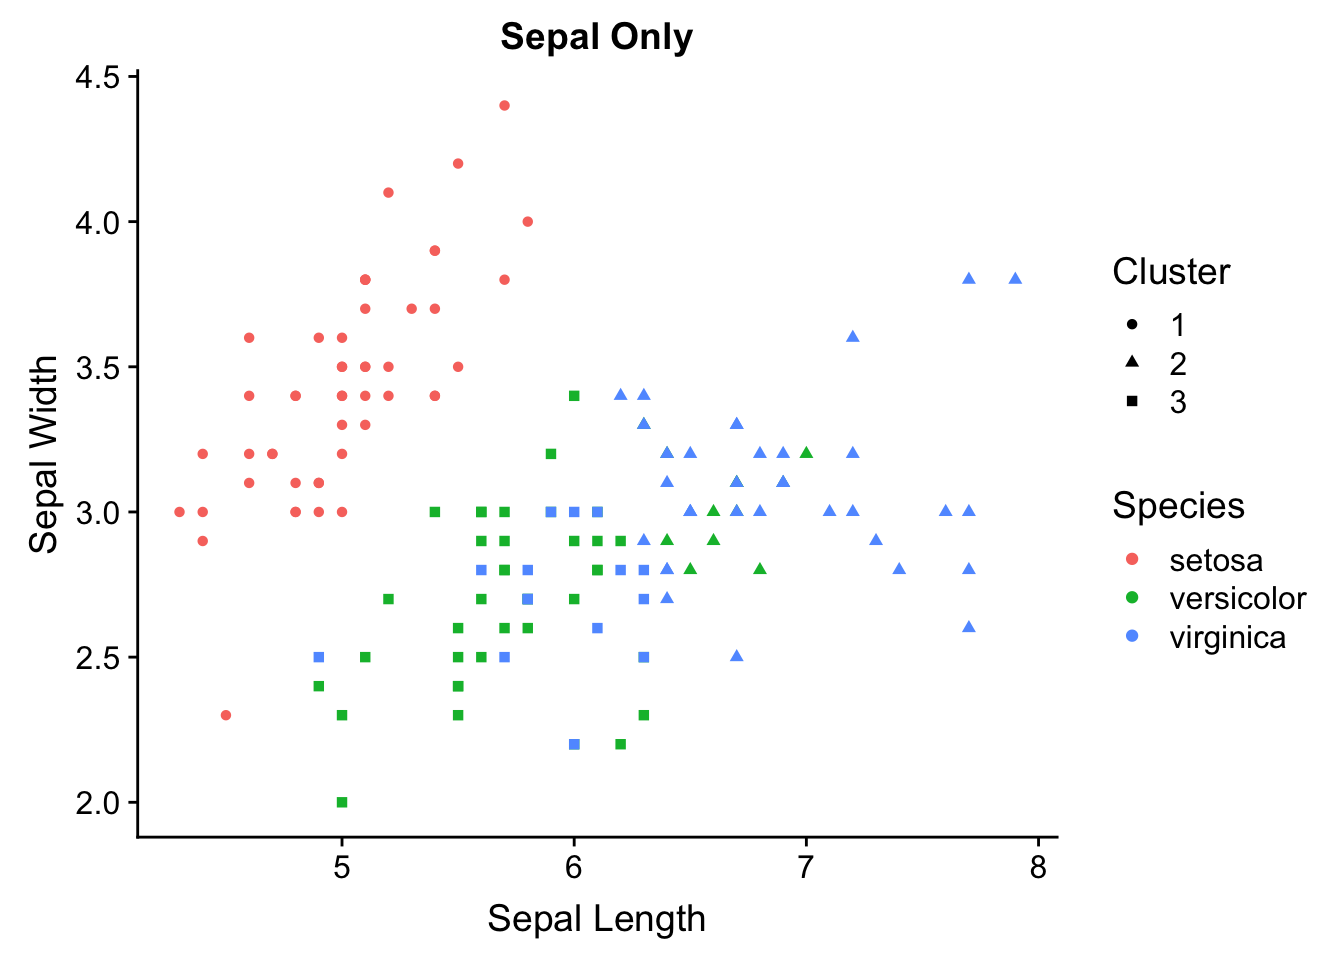 Sepal Only
4.5
4.0
3.5
3.0
2.5
2.0
Sepal Width
5 6 7 8
Sepal Length
Cluster
1
2
3
Species
setosa
versicolor
virginica